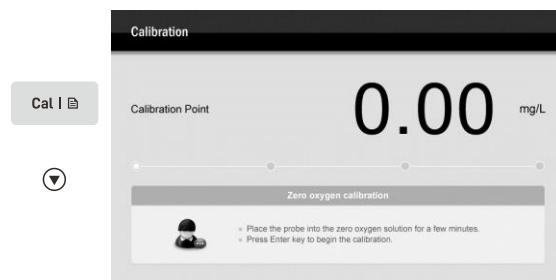 Calibration
Cal |
Calibration Point
0.00 mg/L
Zero oxygen calibration
Place the probe into the zero oxygen solution for a few minutes.
Press Enter key to begin the calibration.